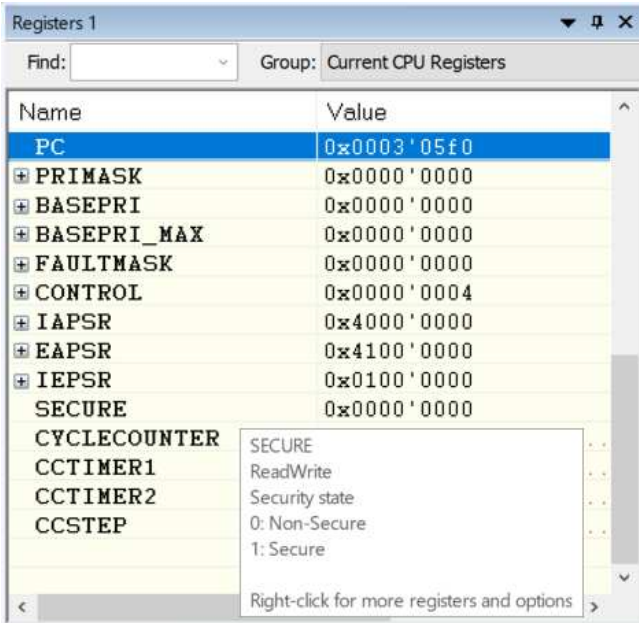 Registers 1
Find: Group: Current CPU Registers
Name Value
PC 0x0003'05f0
PRIMASK 0x0000'0000
BASEPRI 0x0000'0000
BASEPRI_MAX 0x0000'0000
FAULTMASK 0x0000'0000
CONTROL 0x0000'0004
IAPSR 0x4000'0000
EAPSR 0x4100'0000
IEPSR 0x0100'0000
SECURE 0x0000'0000
CYCLECOUNTER
CCTIMER1
CCTIMER2
CCSTEP
SECURE
ReadWrite
Security state
0: Non-Secure
1: Secure
Right-click for more registers and options